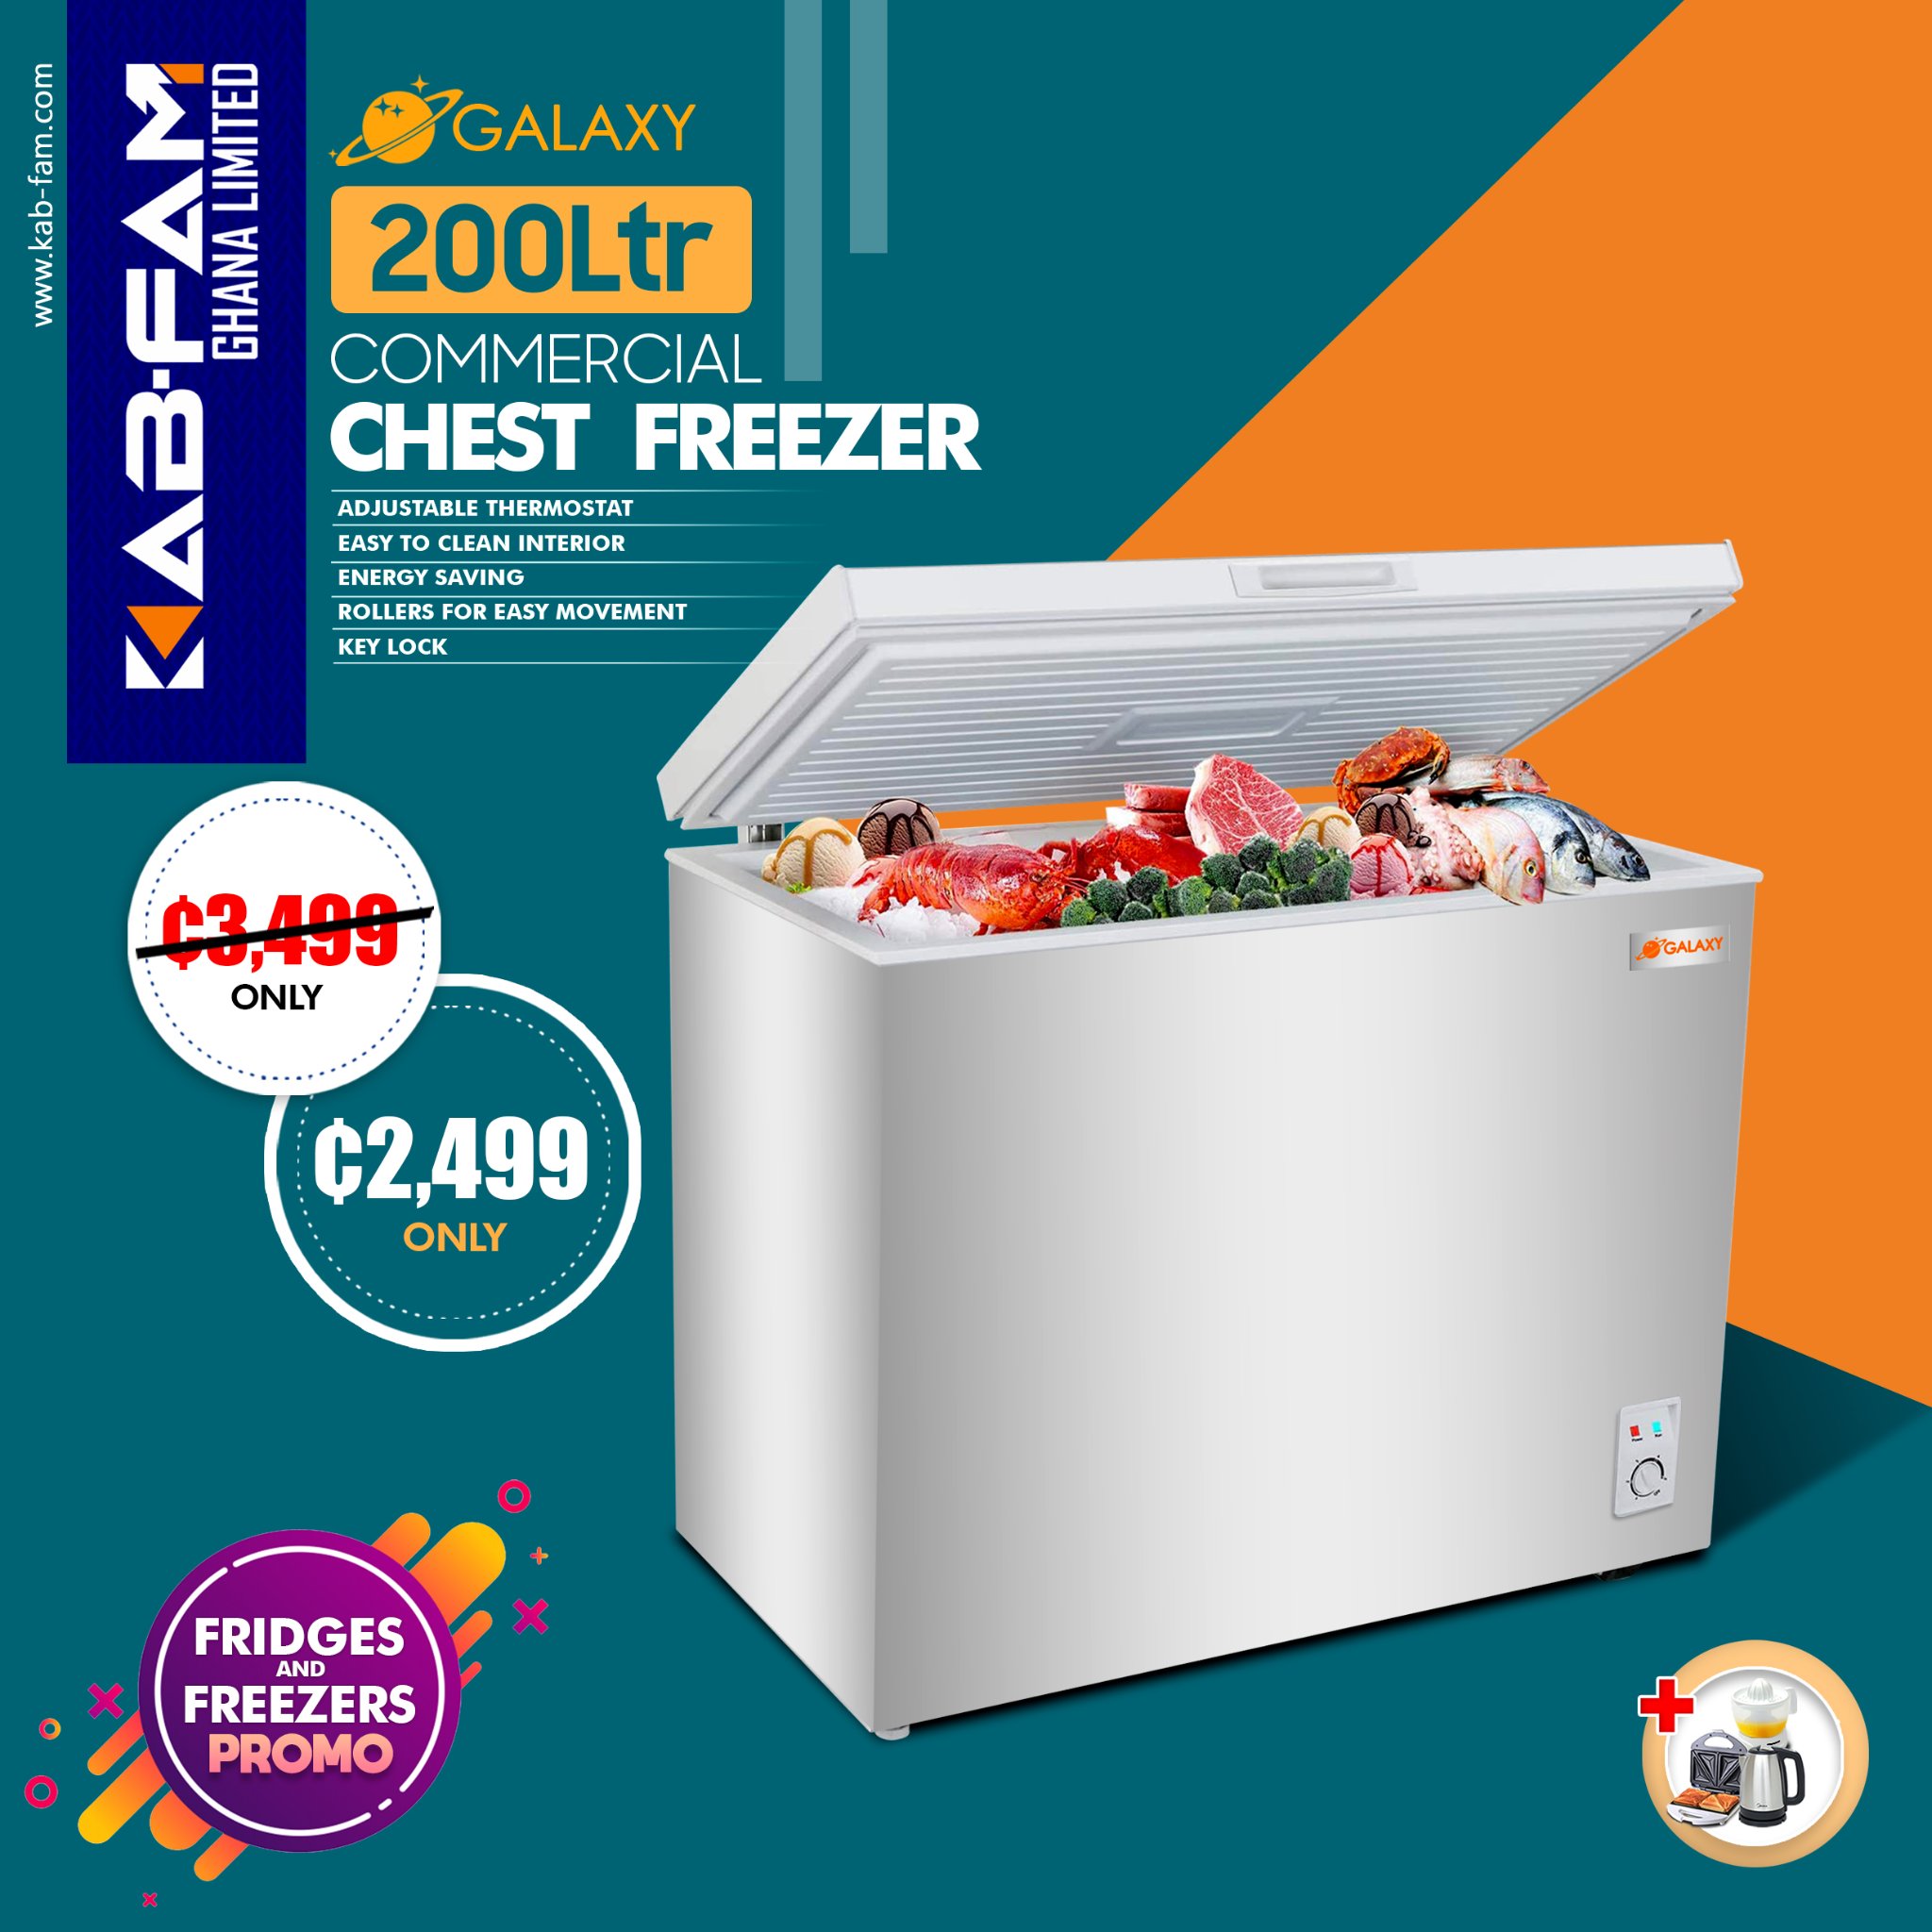 www.kab-fam.com
KAB-FAM
GHANA LIMITED
GALAXY
200Ltr
COMMERCIAL
CHEST FREEZER
ADJUSTABLE THERMOSTAT
EASY TO CLEAN INTERIOR
ENERGY SAVING
ROLLERS FOR EASY MOVEMENT
KEY LOCK
₵3,499
ONLY
₵2,499
ONLY
GALAXY
FRIDGES
AND
FREEZERS
PROMO